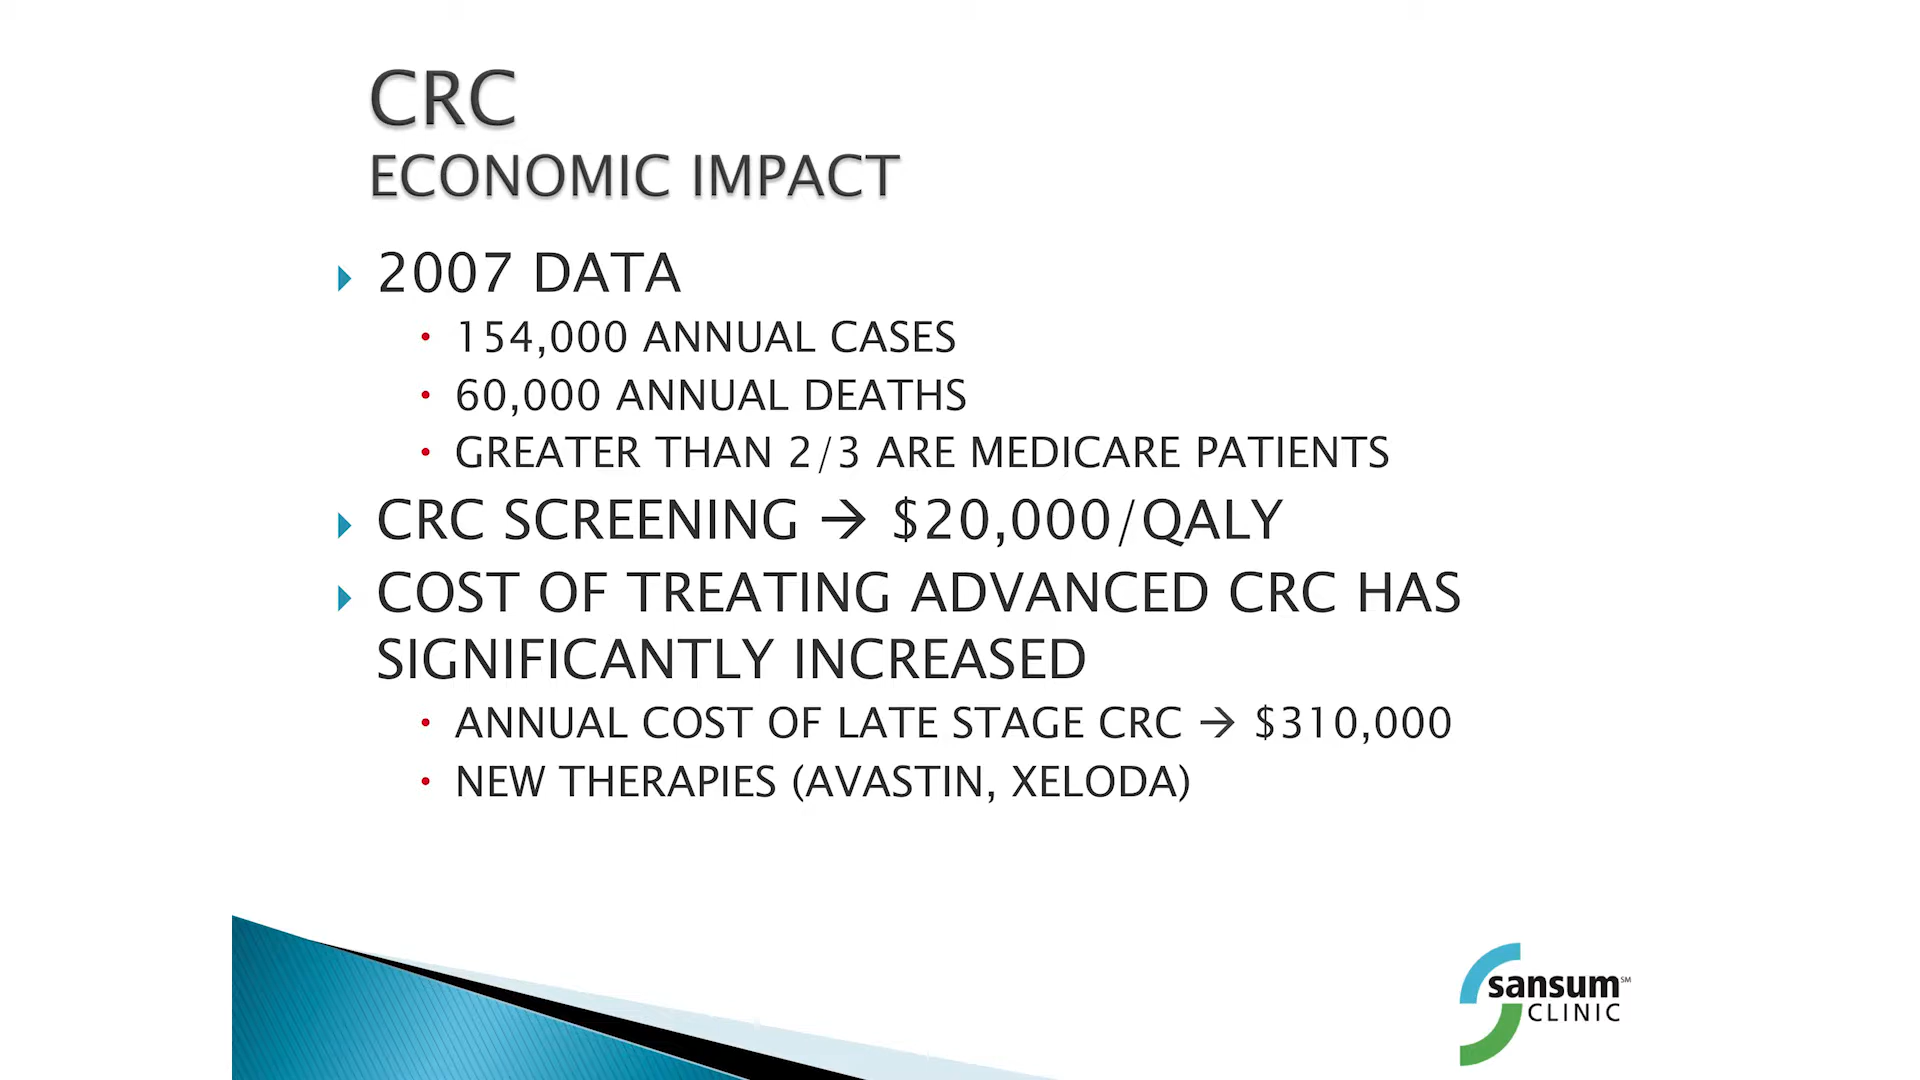 CRC
ECONOMIC IMPACT
2007 DATA
154,000 ANNUAL CASES
60,000 ANNUAL DEATHS
GREATER THAN 2/3 ARE MEDICARE PATIENTS
CRC SCREENING → $20,000/QALY
COST OF TREATING ADVANCED CRC HAS
SIGNIFICANTLY INCREASED
ANNUAL COST OF LATE STAGE CRC → $310,000
NEW THERAPIES (AVASTIN, XELODA)
sansum℠
CLINIC